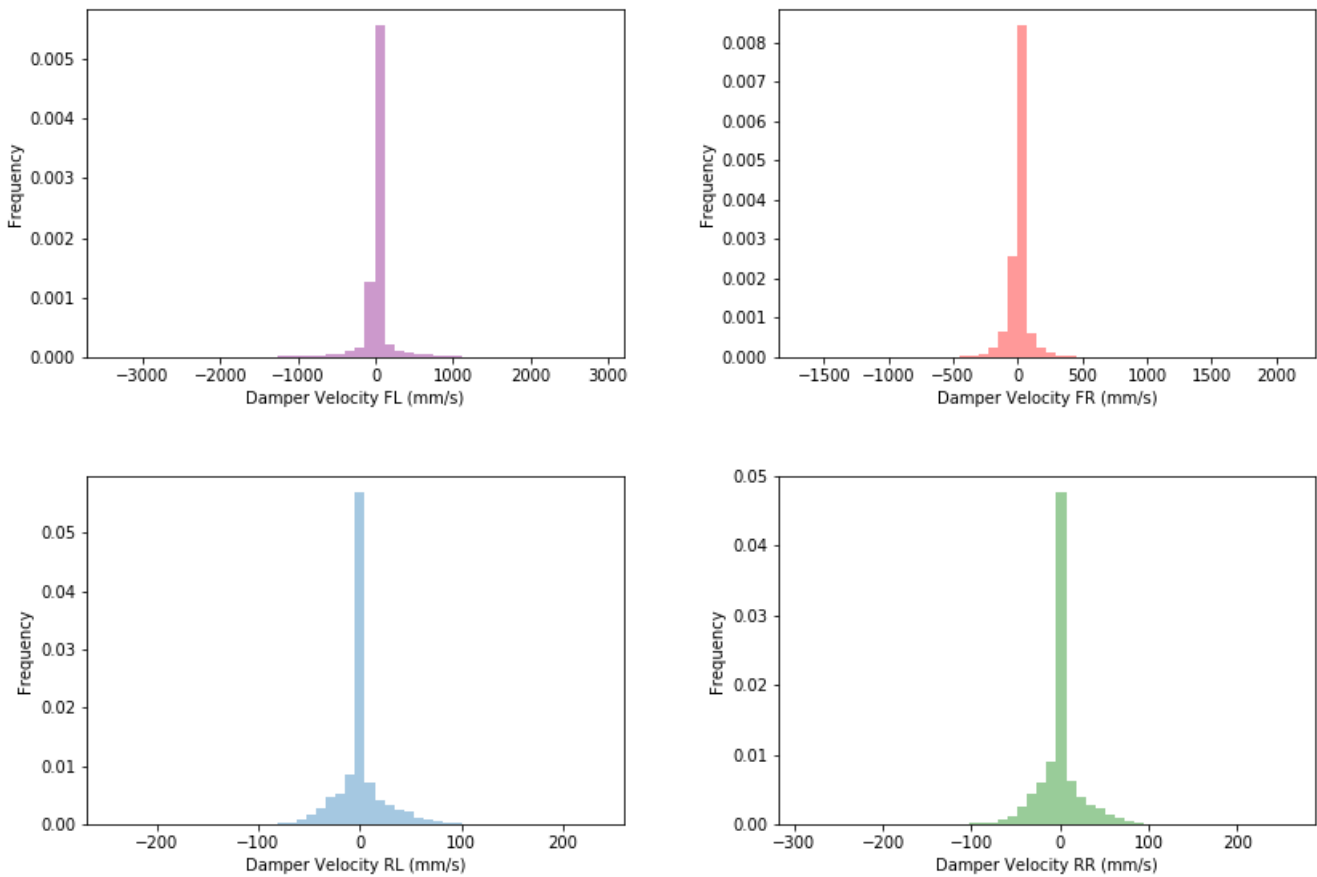 0.005
0.004
0.003
0.002
0.001
0.000
Frequency
−3000 −2000 −1000 0 1000 2000 3000
Damper Velocity FL (mm/s)
0.008
0.007
0.006
0.005
0.004
0.003
0.002
0.001
0.000
Frequency
−1500 −1000 −500 0 500 1000 1500 2000
Damper Velocity FR (mm/s)
0.05
0.04
0.03
0.02
0.01
0.00
Frequency
−200 −100 0 100 200
Damper Velocity RL (mm/s)
0.05
0.04
0.03
0.02
0.01
0.00
Frequency
−300 −200 −100 0 100 200
Damper Velocity RR (mm/s)